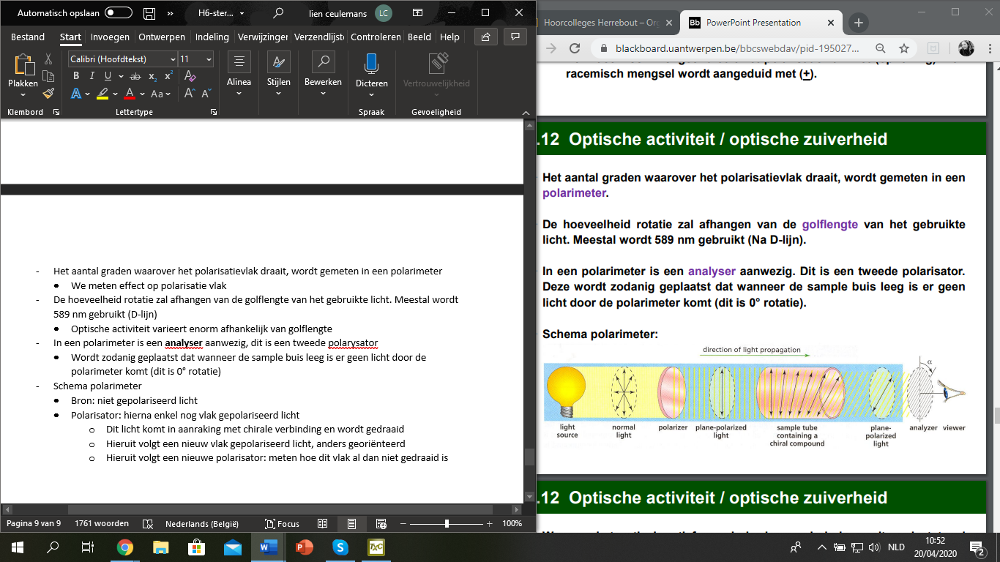 Automatisch opslaan
H6-ster...
lien ceulemans
LC
Bestand Start Invoegen Ontwerpen Indeling Verwijzinger Verzendlijst Controleren Beeld Help
Plakken
Klembord
Calibri (Hoofdtekst) 11
B I U ab x₂ x²
A A Aa A A
Lettertype
Alinea
Stijlen
Bewerken
Dicteren
Spraak
Vertrouwelijkheid
Gevoeligheid
- Het aantal graden waarover het polarisatievlak draait, wordt gemeten in een polarimeter
• We meten effect op polarisatie vlak
- De hoeveelheid rotatie zal afhangen van de golflengte van het gebruikte licht. Meestal wordt
589 nm gebruikt (D-lijn)
• Optische activiteit varieert enorm afhankelijk van golflengte
- In een polarimeter is een analyser aanwezig, dit is een tweede polarysator
• Wordt zodanig geplaatst dat wanneer de sample buis leeg is er geen licht door de
polarimeter komt (dit is 0° rotatie)
- Schema polarimeter
• Bron: niet gepolariseerd licht
• Polarisator: hierna enkel nog vlak gepolariseerd licht
o Dit licht komt in aanraking met chirale verbinding en wordt gedraaid
o Hieruit volgt een nieuw vlak gepolariseerd licht, anders georiënteerd
o Hieruit volgt een nieuwe polarisator: meten hoe dit vlak al dan niet gedraaid is
Pagina 9 van 9 1761 woorden Nederlands (België) Focus 100%
Hoorcolleges Herrebout – Org
Bb PowerPoint Presentation
blackboard.uantwerpen.be/bbcswebdav/pid-195027...
racemisch mengsel wordt aangeduid met (+).
.12 Optische activiteit / optische zuiverheid
Het aantal graden waarover het polarisatievlak draait, wordt gemeten in een
polarimeter.
De hoeveelheid rotatie zal afhangen van de golflengte van het gebruikte
licht. Meestal wordt 589 nm gebruikt (Na D-lijn).
In een polarimeter is een analyser aanwezig. Dit is een tweede polarisator.
Deze wordt zodanig geplaatst dat wanneer de sample buis leeg is er geen
licht door de polarimeter komt (dit is 0° rotatie).
Schema polarimeter:
direction of light propagation
α
light
source
normal
light
polarizer
plane-polarized
light
sample tube
containing a
chiral compound
plane-
polarized
light
analyzer
viewer
.12 Optische activiteit / optische zuiverheid
NLD
10:52
20/04/2020
2